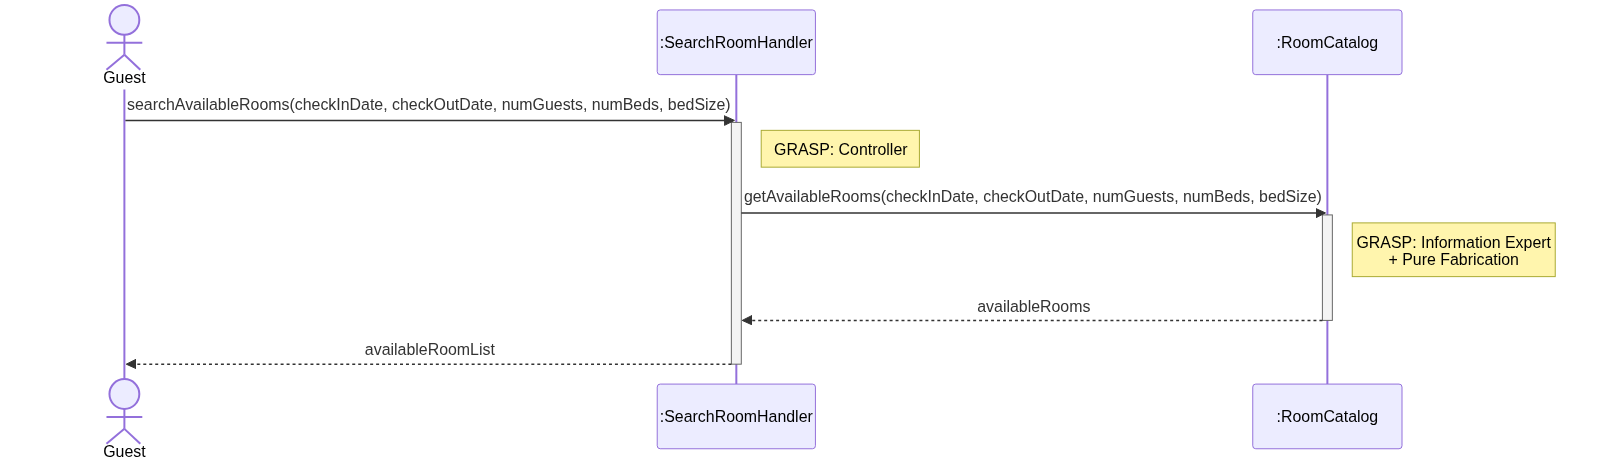 Guest
:SearchRoomHandler
:RoomCatalog
searchAvailableRooms(checkInDate, checkOutDate, numGuests, numBeds, bedSize)
GRASP: Controller
getAvailableRooms(checkInDate, checkOutDate, numGuests, numBeds, bedSize)
GRASP: Information Expert
+ Pure Fabrication
availableRooms
availableRoomList
Guest
:SearchRoomHandler
:RoomCatalog